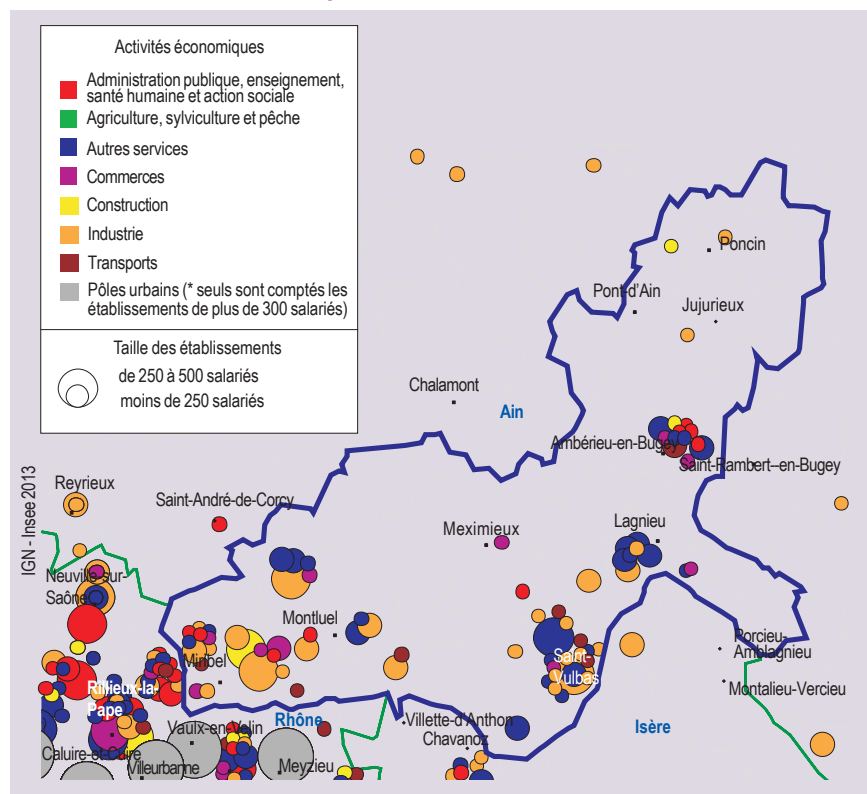 Activités économiques
Administration publique, enseignement,
santé humaine et action sociale
Agriculture, sylviculture et pêche
Autres services
Commerces
Construction
Industrie
Transports
Pôles urbains (* seuls sont comptés les
établissements de plus de 300 salariés)
Taille des établissements
de 250 à 500 salariés
moins de 250 salariés
IGN - Insee 2013
Poncin
Pont-d'Ain
Jujurieux
Chalamont
Ain
Ambérieu-en-Bugey
Saint-Rambert--en-Bugey
Reyrieux
Saint-André-de-Corcy
Meximieux
Lagnieu
Neuville-sur-
Saône
Montluel
Miribel
Saint-
Vulbas
Porcieu-
Amblagnieu
Montalieu-Vercieu
Rillieux-la-
Pape
Vaulx-en-Velin
Rhône
Villette-d'Anthon
Isère
Chavanoz
Caluire-et-Cuire
Villeurbanne
Meyzieu